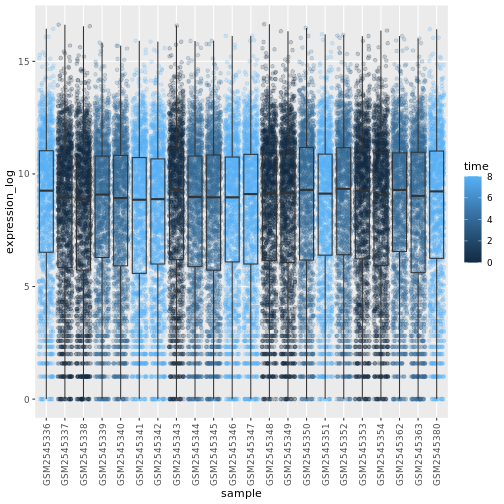 15
10
5
0
expression_log
time
8
6
4
2
0
GSM2545336
GSM2545337
GSM2545338
GSM2545339
GSM2545340
GSM2545341
GSM2545342
GSM2545343
GSM2545344
GSM2545345
GSM2545346
GSM2545347
GSM2545348
GSM2545349
GSM2545350
GSM2545351
GSM2545352
GSM2545353
GSM2545354
GSM2545362
GSM2545363
GSM2545380
sample